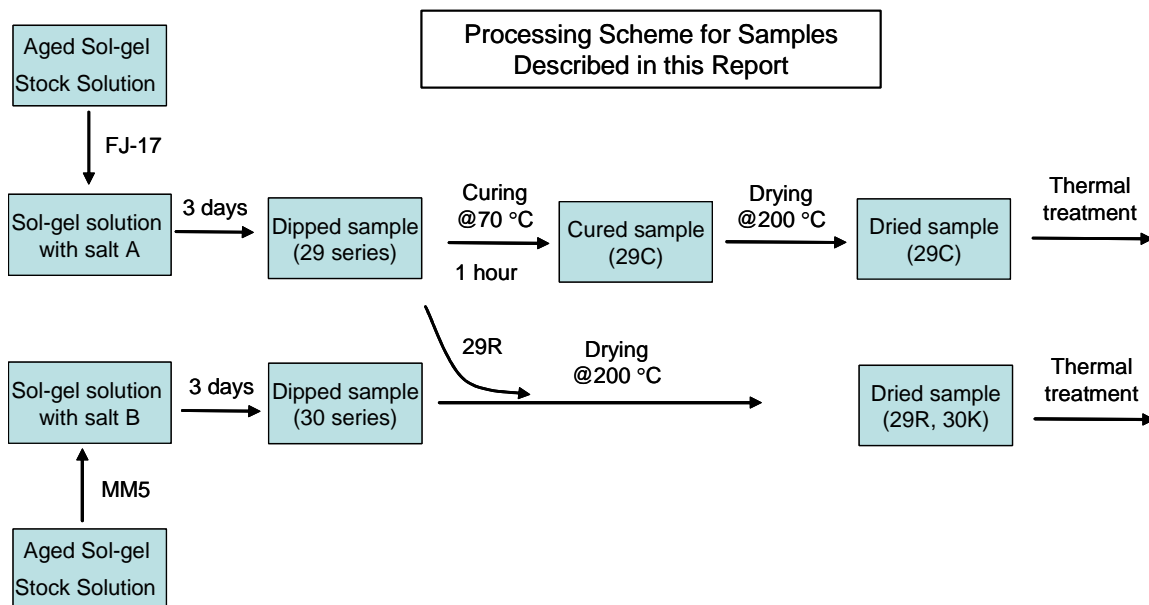 Processing Scheme for Samples
Described in this Report
Aged Sol-gel
Stock Solution
FJ-17
Sol-gel solution
with salt A
3 days
Dipped sample
(29 series)
Curing
@70 °C
1 hour
Cured sample
(29C)
Drying
@200 °C
Dried sample
(29C)
Thermal
treatment
29R
Sol-gel solution
with salt B
3 days
Dipped sample
(30 series)
Drying
@200 °C
Dried sample
(29R, 30K)
Thermal
treatment
MM5
Aged Sol-gel
Stock Solution